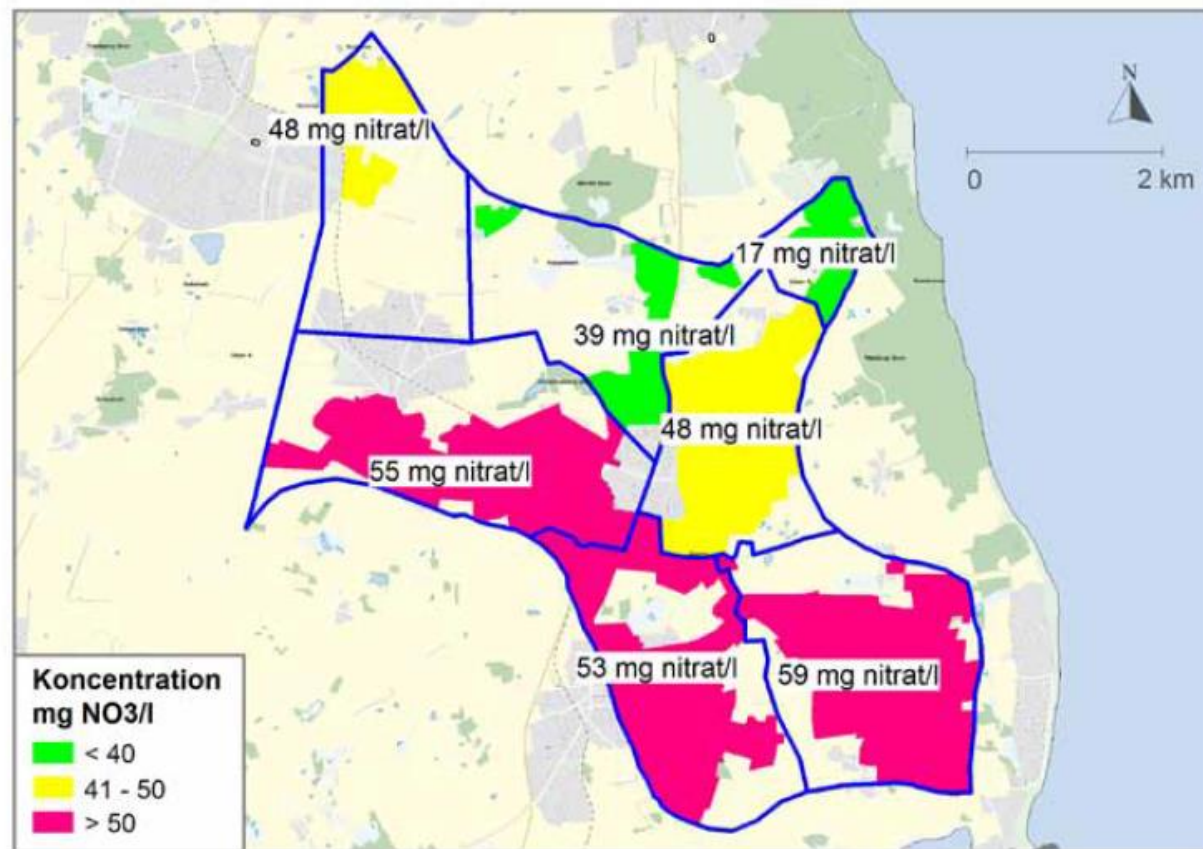 N
0 2 km
48 mg nitrat/l
17 mg nitrat/l
39 mg nitrat/l
48 mg nitrat/l
55 mg nitrat/l
53 mg nitrat/l
59 mg nitrat/l
Koncentration
mg NO3/l
< 40
41 - 50
> 50